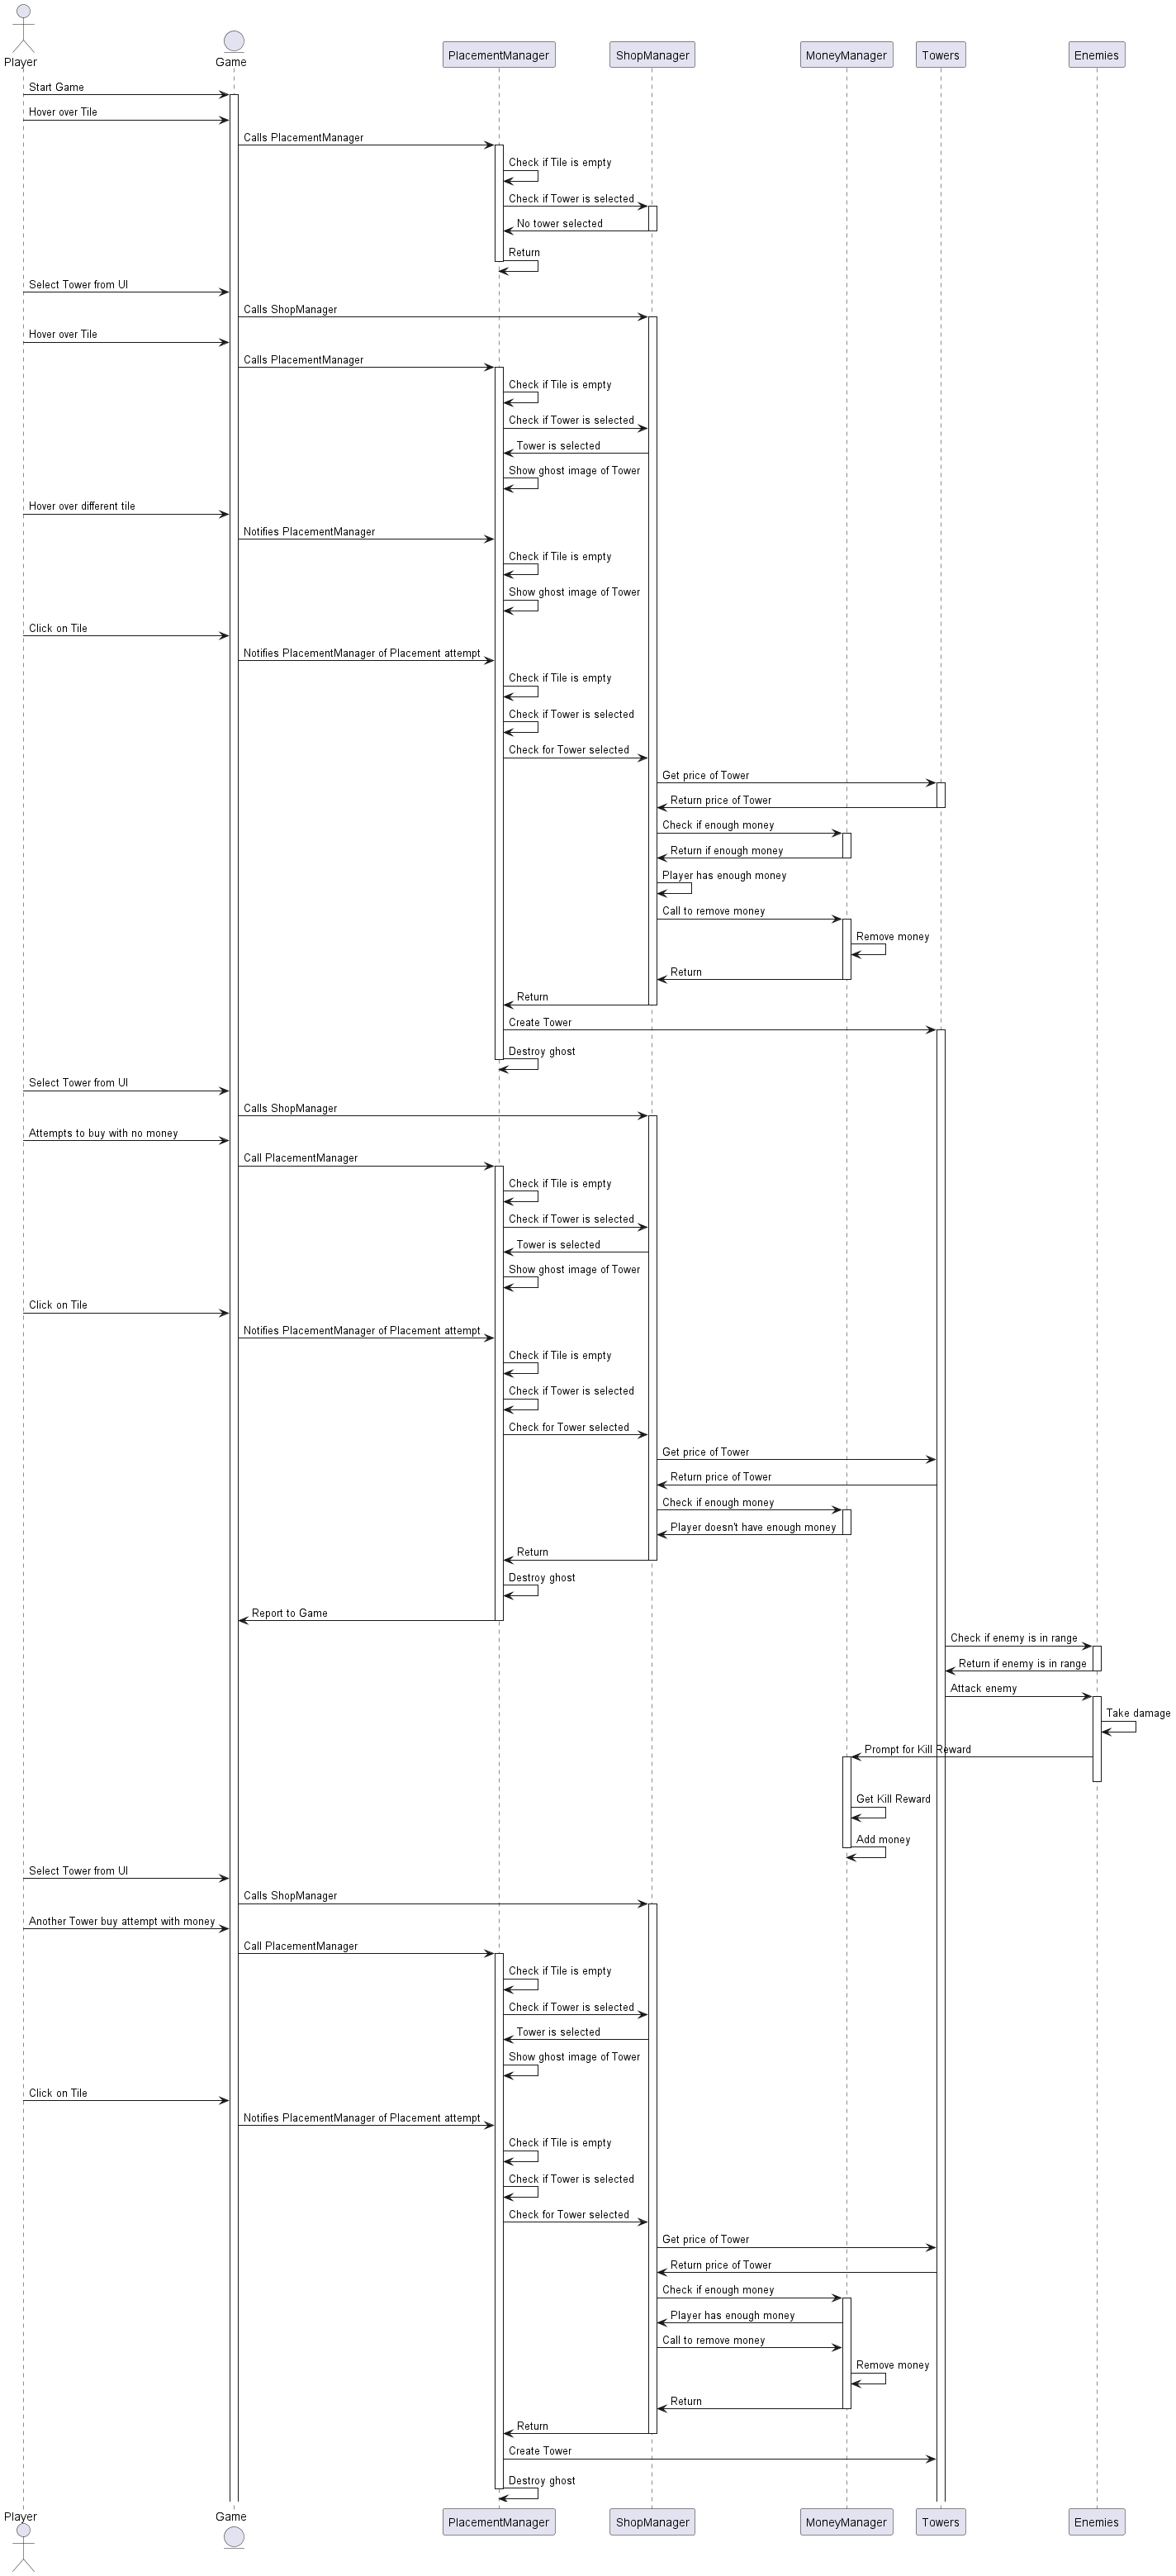 Player
Game
PlacementManager
ShopManager
MoneyManager
Towers
Enemies
Start Game
Hover over Tile
Calls PlacementManager
Check if Tile is empty
Check if Tower is selected
No tower selected
Return
Select Tower from UI
Calls ShopManager
Hover over Tile
Calls PlacementManager
Check if Tile is empty
Check if Tower is selected
Tower is selected
Show ghost image of Tower
Hover over different tile
Notifies PlacementManager
Check if Tile is empty
Show ghost image of Tower
Click on Tile
Notifies PlacementManager of Placement attempt
Check if Tile is empty
Check if Tower is selected
Check for Tower selected
Get price of Tower
Return price of Tower
Check if enough money
Return if enough money
Player has enough money
Call to remove money
Remove money
Return
Return
Create Tower
Destroy ghost
Select Tower from UI
Calls ShopManager
Attempts to buy with no money
Call PlacementManager
Check if Tile is empty
Check if Tower is selected
Tower is selected
Show ghost image of Tower
Click on Tile
Notifies PlacementManager of Placement attempt
Check if Tile is empty
Check if Tower is selected
Check for Tower selected
Get price of Tower
Return price of Tower
Check if enough money
Player doesn't have enough money
Return
Destroy ghost
Report to Game
Check if enemy is in range
Return if enemy is in range
Attack enemy
Take damage
Prompt for Kill Reward
Get Kill Reward
Add money
Select Tower from UI
Calls ShopManager
Another Tower buy attempt with money
Call PlacementManager
Check if Tile is empty
Check if Tower is selected
Tower is selected
Show ghost image of Tower
Click on Tile
Notifies PlacementManager of Placement attempt
Check if Tile is empty
Check if Tower is selected
Check for Tower selected
Get price of Tower
Return price of Tower
Check if enough money
Player has enough money
Call to remove money
Remove money
Return
Return
Create Tower
Destroy ghost
Player
Game
PlacementManager
ShopManager
MoneyManager
Towers
Enemies